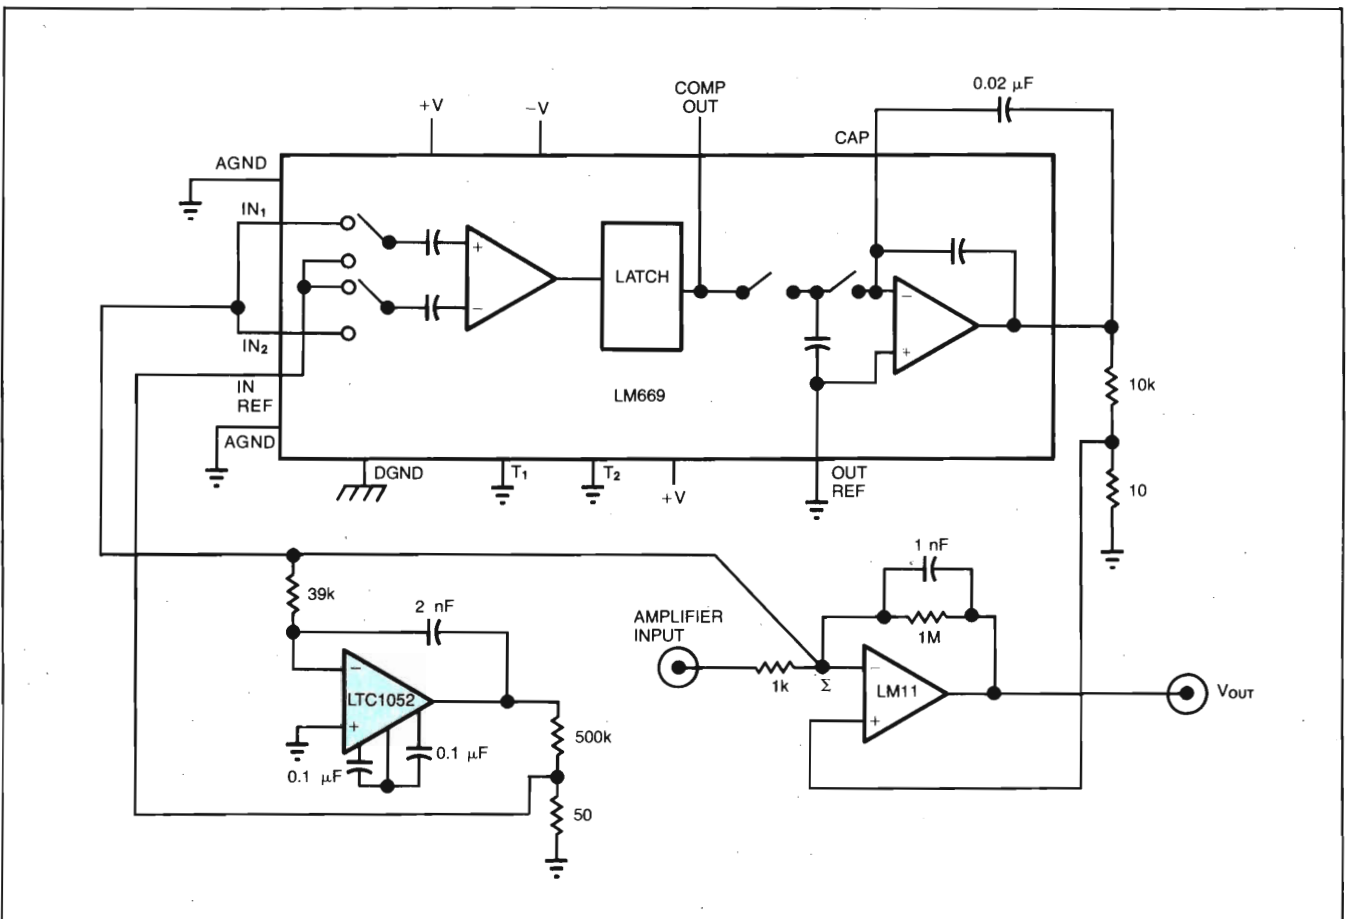 COMP
OUT
0.02 μF
+V
−V
CAP
AGND
IN1
+
LATCH
−
−
IN2
+
IN
REF
LM669
10k
AGND
DGND
T1
T2
+V
OUT
REF
10
1 nF
39k
2 nF
AMPLIFIER
INPUT
1M
−
−
LTC1052
1k
Σ
LM11
VOUT
+
+
500k
0.1 μF
0.1 μF
50